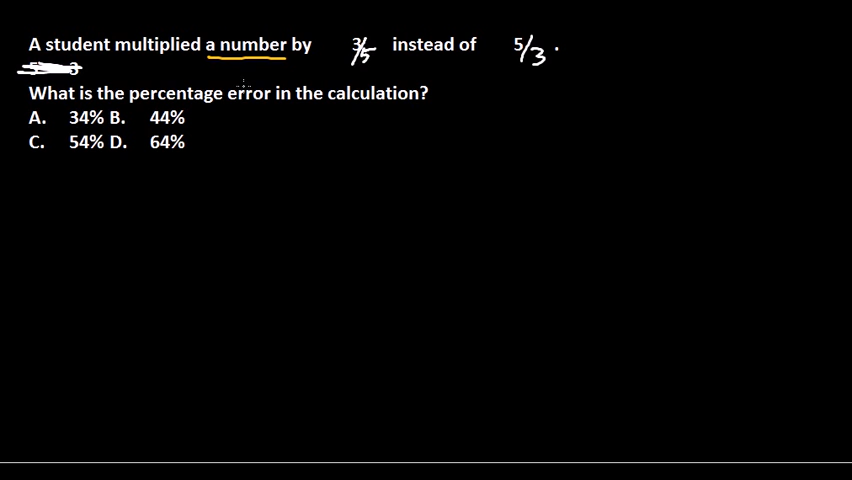 A student multiplied a number by 3/5 instead of 5/3 .
What is the percentage error in the calculation?
A. 34% B. 44%
C. 54% D. 64%